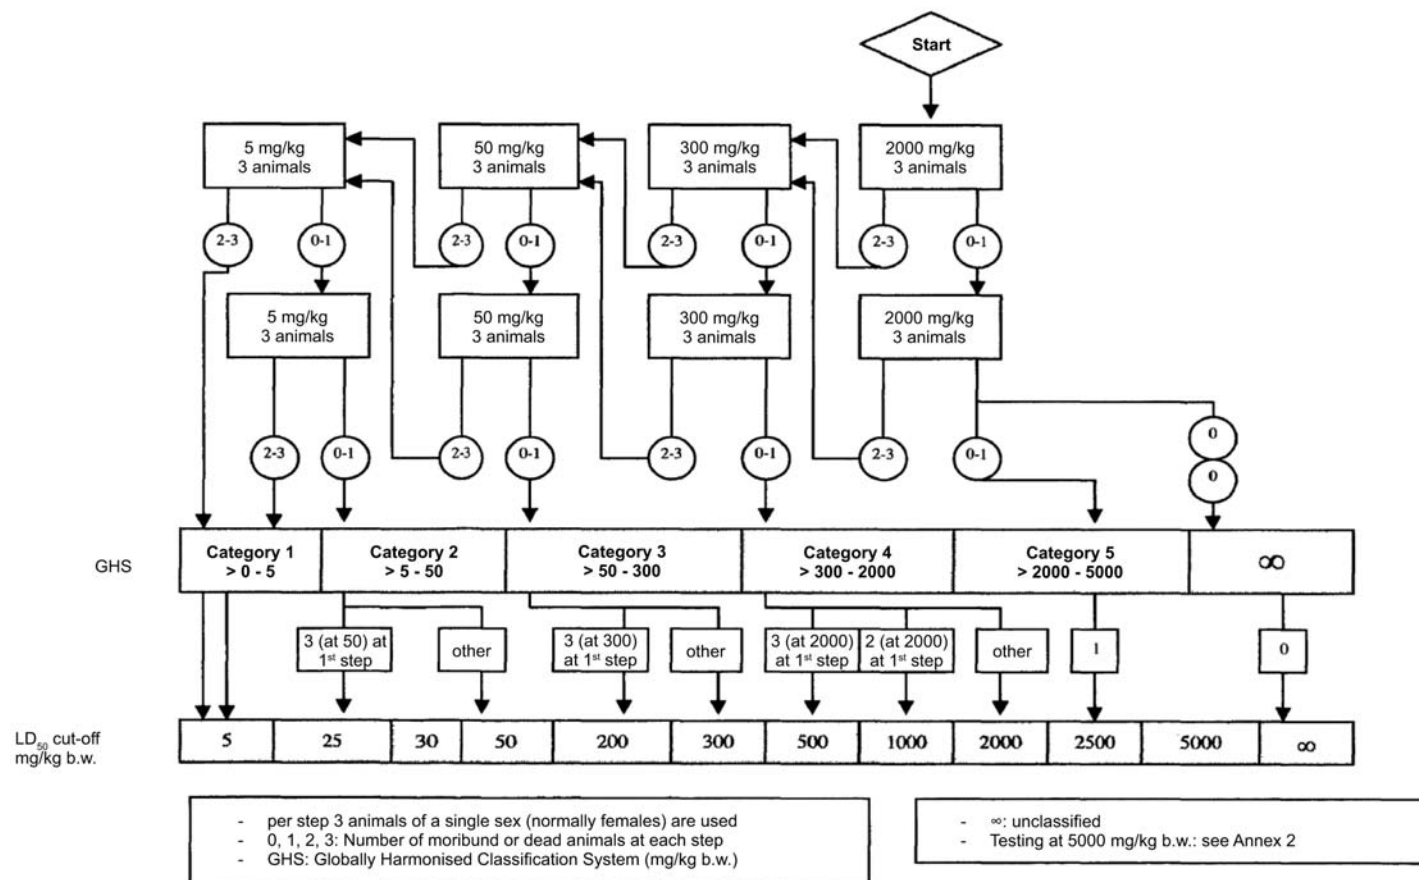 Start
5 mg/kg
3 animals
50 mg/kg
3 animals
300 mg/kg
3 animals
2000 mg/kg
3 animals
2-3
0-1
2-3
0-1
2-3
0-1
2-3
0-1
5 mg/kg
3 animals
50 mg/kg
3 animals
300 mg/kg
3 animals
2000 mg/kg
3 animals
2-3
0-1
2-3
0-1
2-3
0-1
2-3
0-1
0
0
GHS
Category 1
> 0 - 5
Category 2
> 5 - 50
Category 3
> 50 - 300
Category 4
> 300 - 2000
Category 5
> 2000 - 5000
∞
3 (at 50) at
1st step
other
3 (at 300)
at 1st step
other
3 (at 2000)
at 1st step
2 (at 2000)
at 1st step
other
1
0
LD50 cut-off
mg/kg b.w.
5
25
30
50
200
300
500
1000
2000
2500
5000
∞
- per step 3 animals of a single sex (normally females) are used
- 0, 1, 2, 3: Number of moribund or dead animals at each step
- GHS: Globally Harmonised Classification System (mg/kg b.w.)
- ∞: unclassified
- Testing at 5000 mg/kg b.w.: see Annex 2